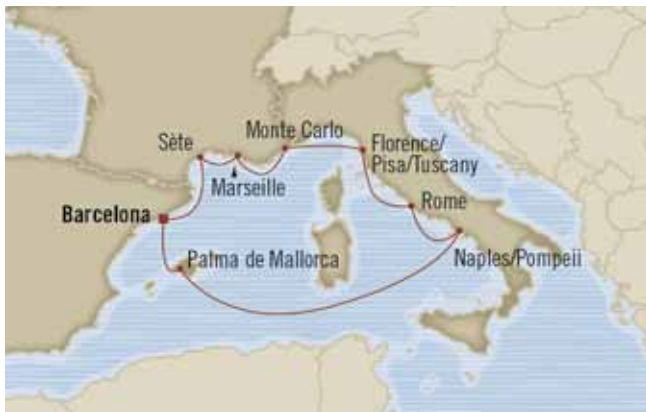 Monte Carlo
Sète
Florence/
Pisa/Tuscany
Marseille
Rome
Barcelona
Palma de Mallorca
Naples/Pompeii